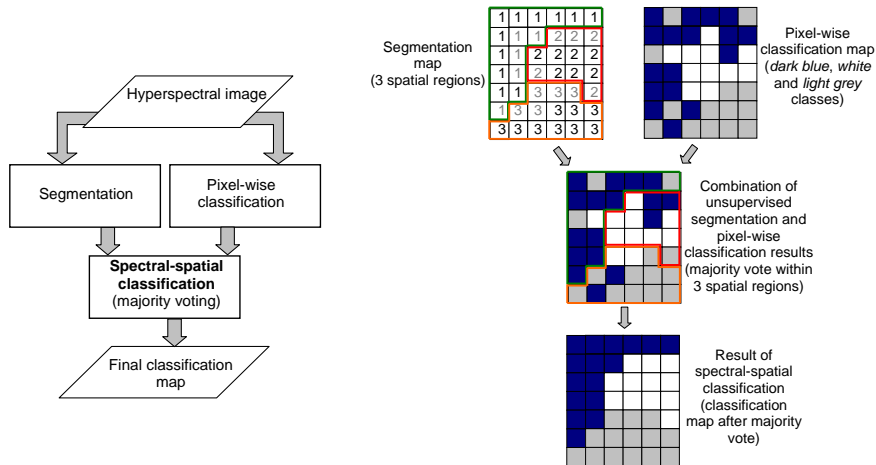 Hyperspectral image
Segmentation
Pixel-wise
classification
Spectral-spatial
classification
(majority voting)
Final classification
map
Segmentation
map
(3 spatial regions)
1 1 1 1 1 1
1 1 1 2 2 2
1 1 2 2 2 2
1 1 2 2 2 2
1 1 3 3 3 2
1 3 3 3 3 3
3 3 3 3 3 3
Pixel-wise
classification map
(dark blue, white
and light grey
classes)
Combination of
unsupervised
segmentation and
pixel-wise
classification results
(majority vote within
3 spatial regions)
Result of
spectral-spatial
classification
(classification
map after majority
vote)